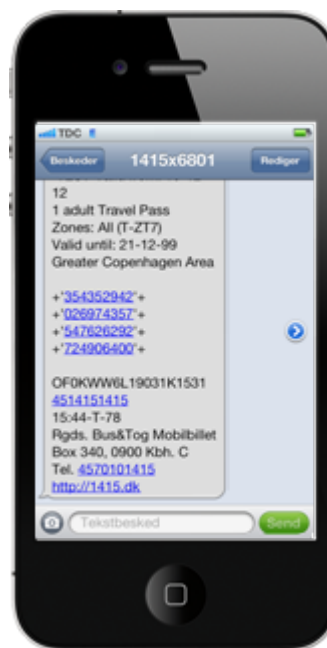 TDC
Beskeder
1415x6801
Rediger
12
1 adult Travel Pass
Zones: All (T-ZT7)
Valid until: 21-12-99
Greater Copenhagen Area
+'354352942'+
+'026974357'+
+'547626292'+
+'724906400'+
OF0KWW6L19031K1531
4514151415
15:44-T-78
Rgds. Bus&Tog Mobilbillet
Box 340, 0900 Kbh. C
Tel. 4570101415
http://1415.dk
Tekstbesked
Send